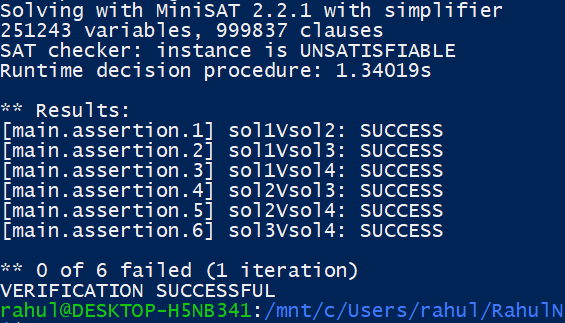 Solving with MiniSAT 2.2.1 with simplifier
251243 variables, 999837 clauses
SAT checker: instance is UNSATISFIABLE
Runtime decision procedure: 1.34019s

** Results:
[main.assertion.1] sol1Vsol2: SUCCESS
[main.assertion.2] sol1Vsol3: SUCCESS
[main.assertion.3] sol1Vsol4: SUCCESS
[main.assertion.4] sol2Vsol3: SUCCESS
[main.assertion.5] sol2Vsol4: SUCCESS
[main.assertion.6] sol3Vsol4: SUCCESS

** 0 of 6 failed (1 iteration)
VERIFICATION SUCCESSFUL
rahul@DESKTOP-H5NB341:/mnt/c/Users/rahul/RahulN